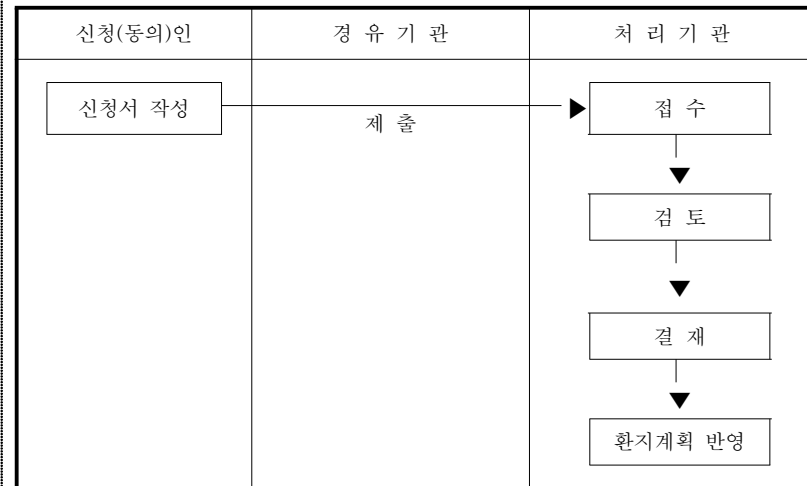 신청(동의)인 경 유 기 관 처 리 기 관
신청서 작성 접 수
제 출
검 토
결 재
환지계획 반영